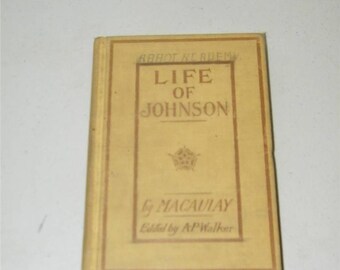 LIFE
OF
JOHNSON
by MACAULAY
Edited by A.P. Walker